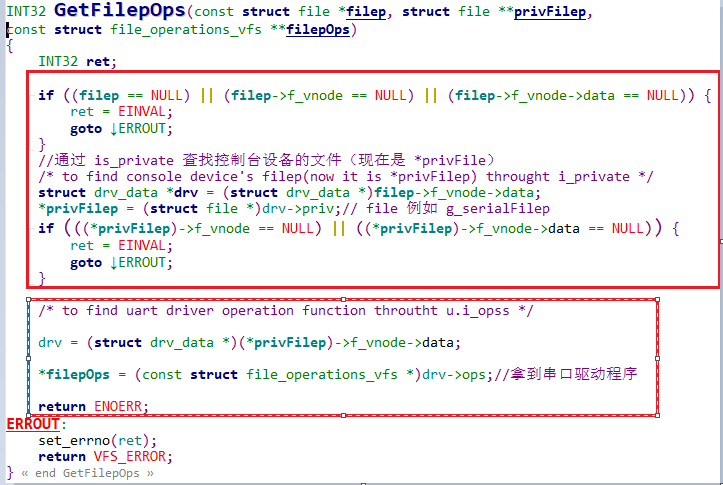 INT32 GetFilepOps(const struct file *filep, struct file **privFilep,
const struct file_operations_vfs **filepOps)
{
    INT32 ret;
    if ((filep == NULL) || (filep->f_vnode == NULL) || (filep->f_vnode->data == NULL)) {
        ret = EINVAL;
        goto ↓ERROUT;
    }
    //通过 is_private 查找控制台设备的文件（现在是 *privFile）
    /* to find console device's filep(now it is *privFilep) throught i_private */
    struct drv_data *drv = (struct drv_data *)filep->f_vnode->data;
    *privFilep = (struct file *)drv->priv;// file 例如 g_serialFilep
    if (((*privFilep)->f_vnode == NULL) || ((*privFilep)->f_vnode->data == NULL)) {
        ret = EINVAL;
        goto ↓ERROUT;
    }
    /* to find uart driver operation function throutht u.i_opss */
    drv = (struct drv_data *)(*privFilep)->f_vnode->data;
    *filepOps = (const struct file_operations_vfs *)drv->ops;//拿到串口驱动程序
    return ENOERR;
ERROUT:
    set_errno(ret);
    return VFS_ERROR;
} « end GetFilepOps »